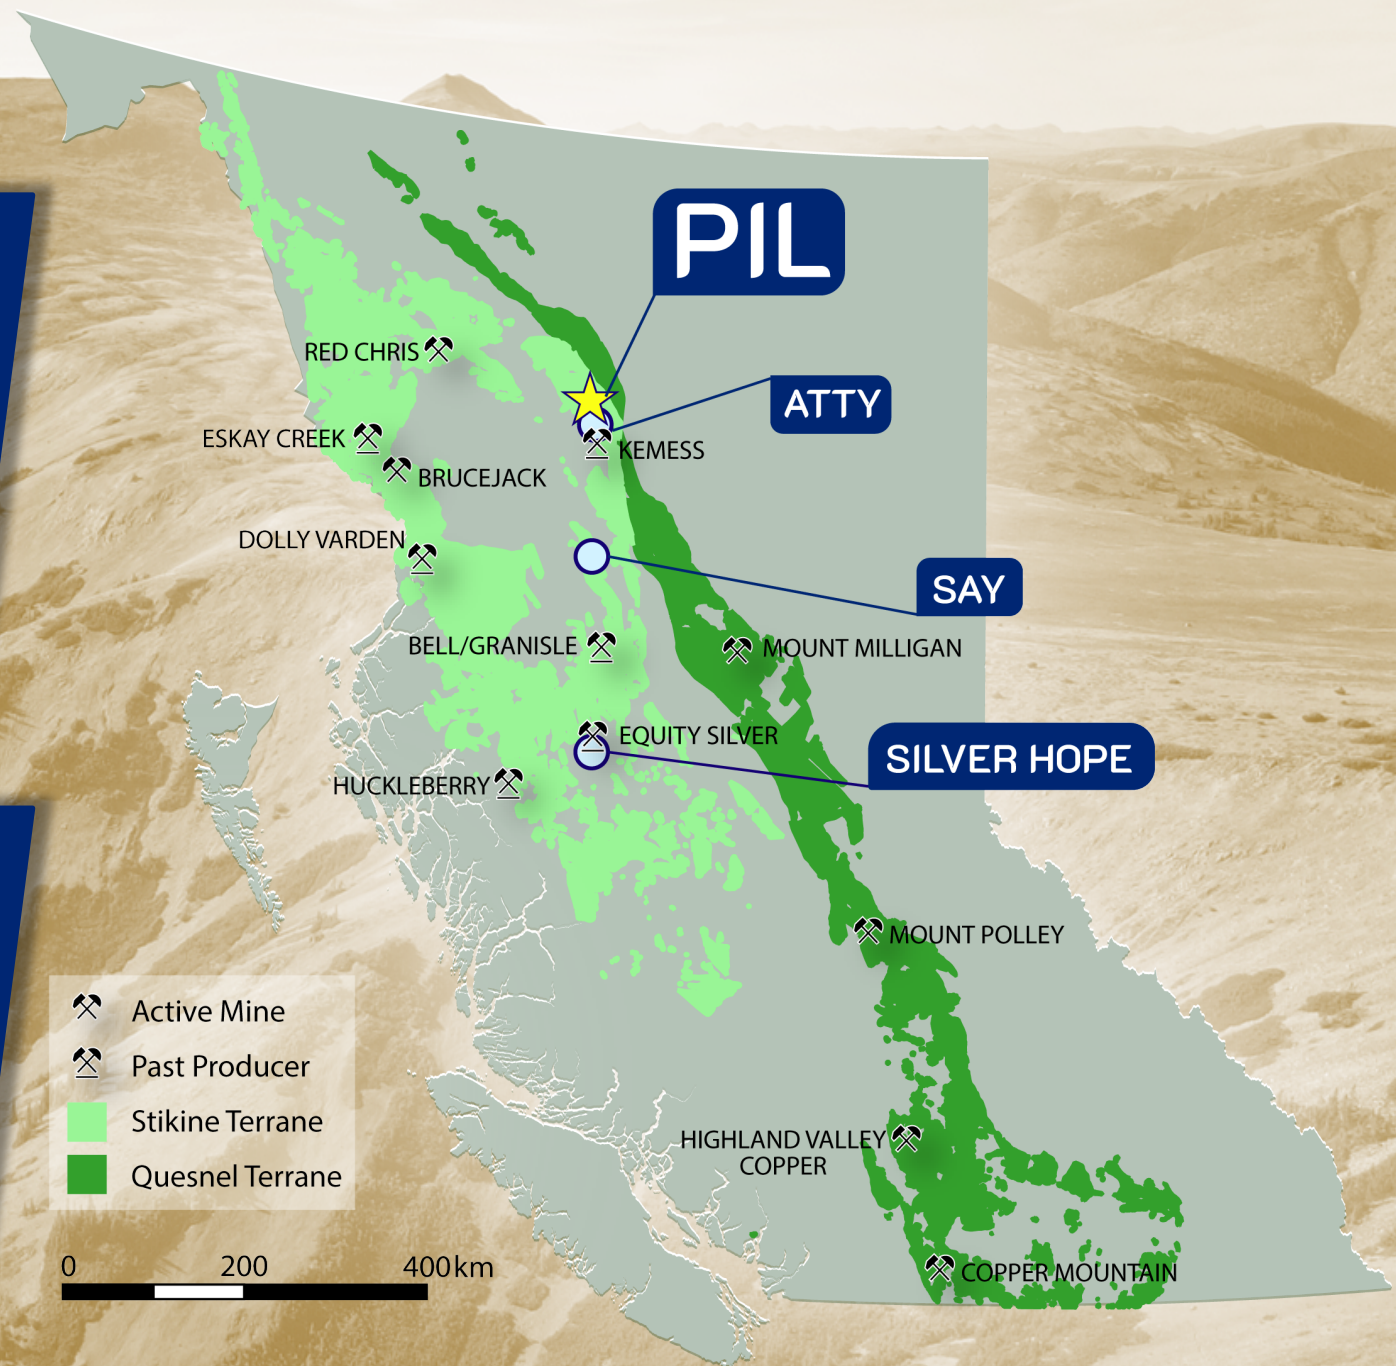 PIL
RED CHRIS
ATTY
ESKAY CREEK
KEMESS
BRUCEJACK
DOLLY VARDEN
SAY
BELL/GRANISLE
MOUNT MILLIGAN
EQUITY SILVER
SILVER HOPE
HUCKLEBERRY
MOUNT POLLEY
Active Mine
Past Producer
Stikine Terrane
Quesnel Terrane
HIGHLAND VALLEY
COPPER
0 200 400km
COPPER MOUNTAIN